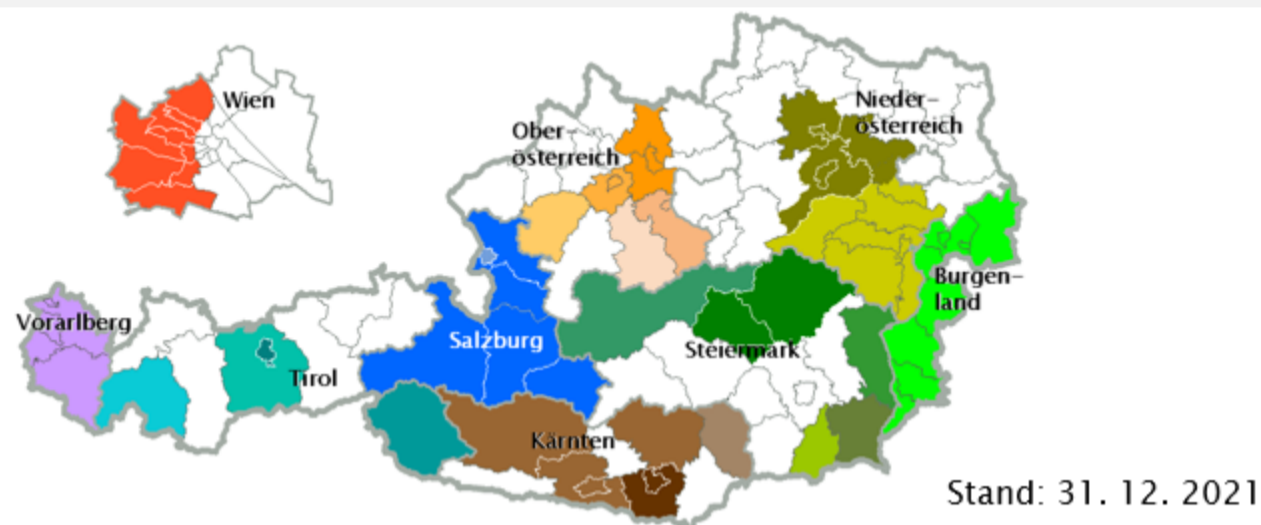 Wien
Nieder-
österreich
Ober-
österreich
Burgen-
land
Vorarlberg
Salzburg
Steiermark
Tirol
Kärnten
Stand: 31. 12. 2021